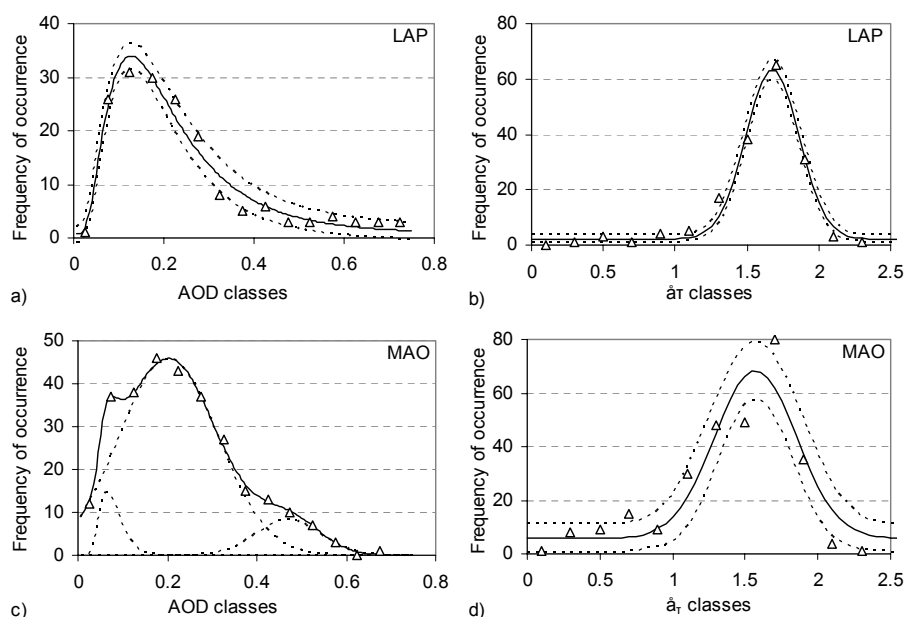 40
30
20
10
0
0 0.2 0.4 0.6 0.8
Frequency of occurrence
AOD classes
LAP
a)
80
60
40
20
0
0 0.5 1 1.5 2 2.5
Frequency of occurrence
åт classes
LAP
b)
50
40
30
20
10
0
0 0.2 0.4 0.6 0.8
Frequency of occurrence
AOD classes
MAO
c)
80
60
40
20
0
0 0.5 1 1.5 2 2.5
Frequency of occurrence
åT classes
MAO
d)